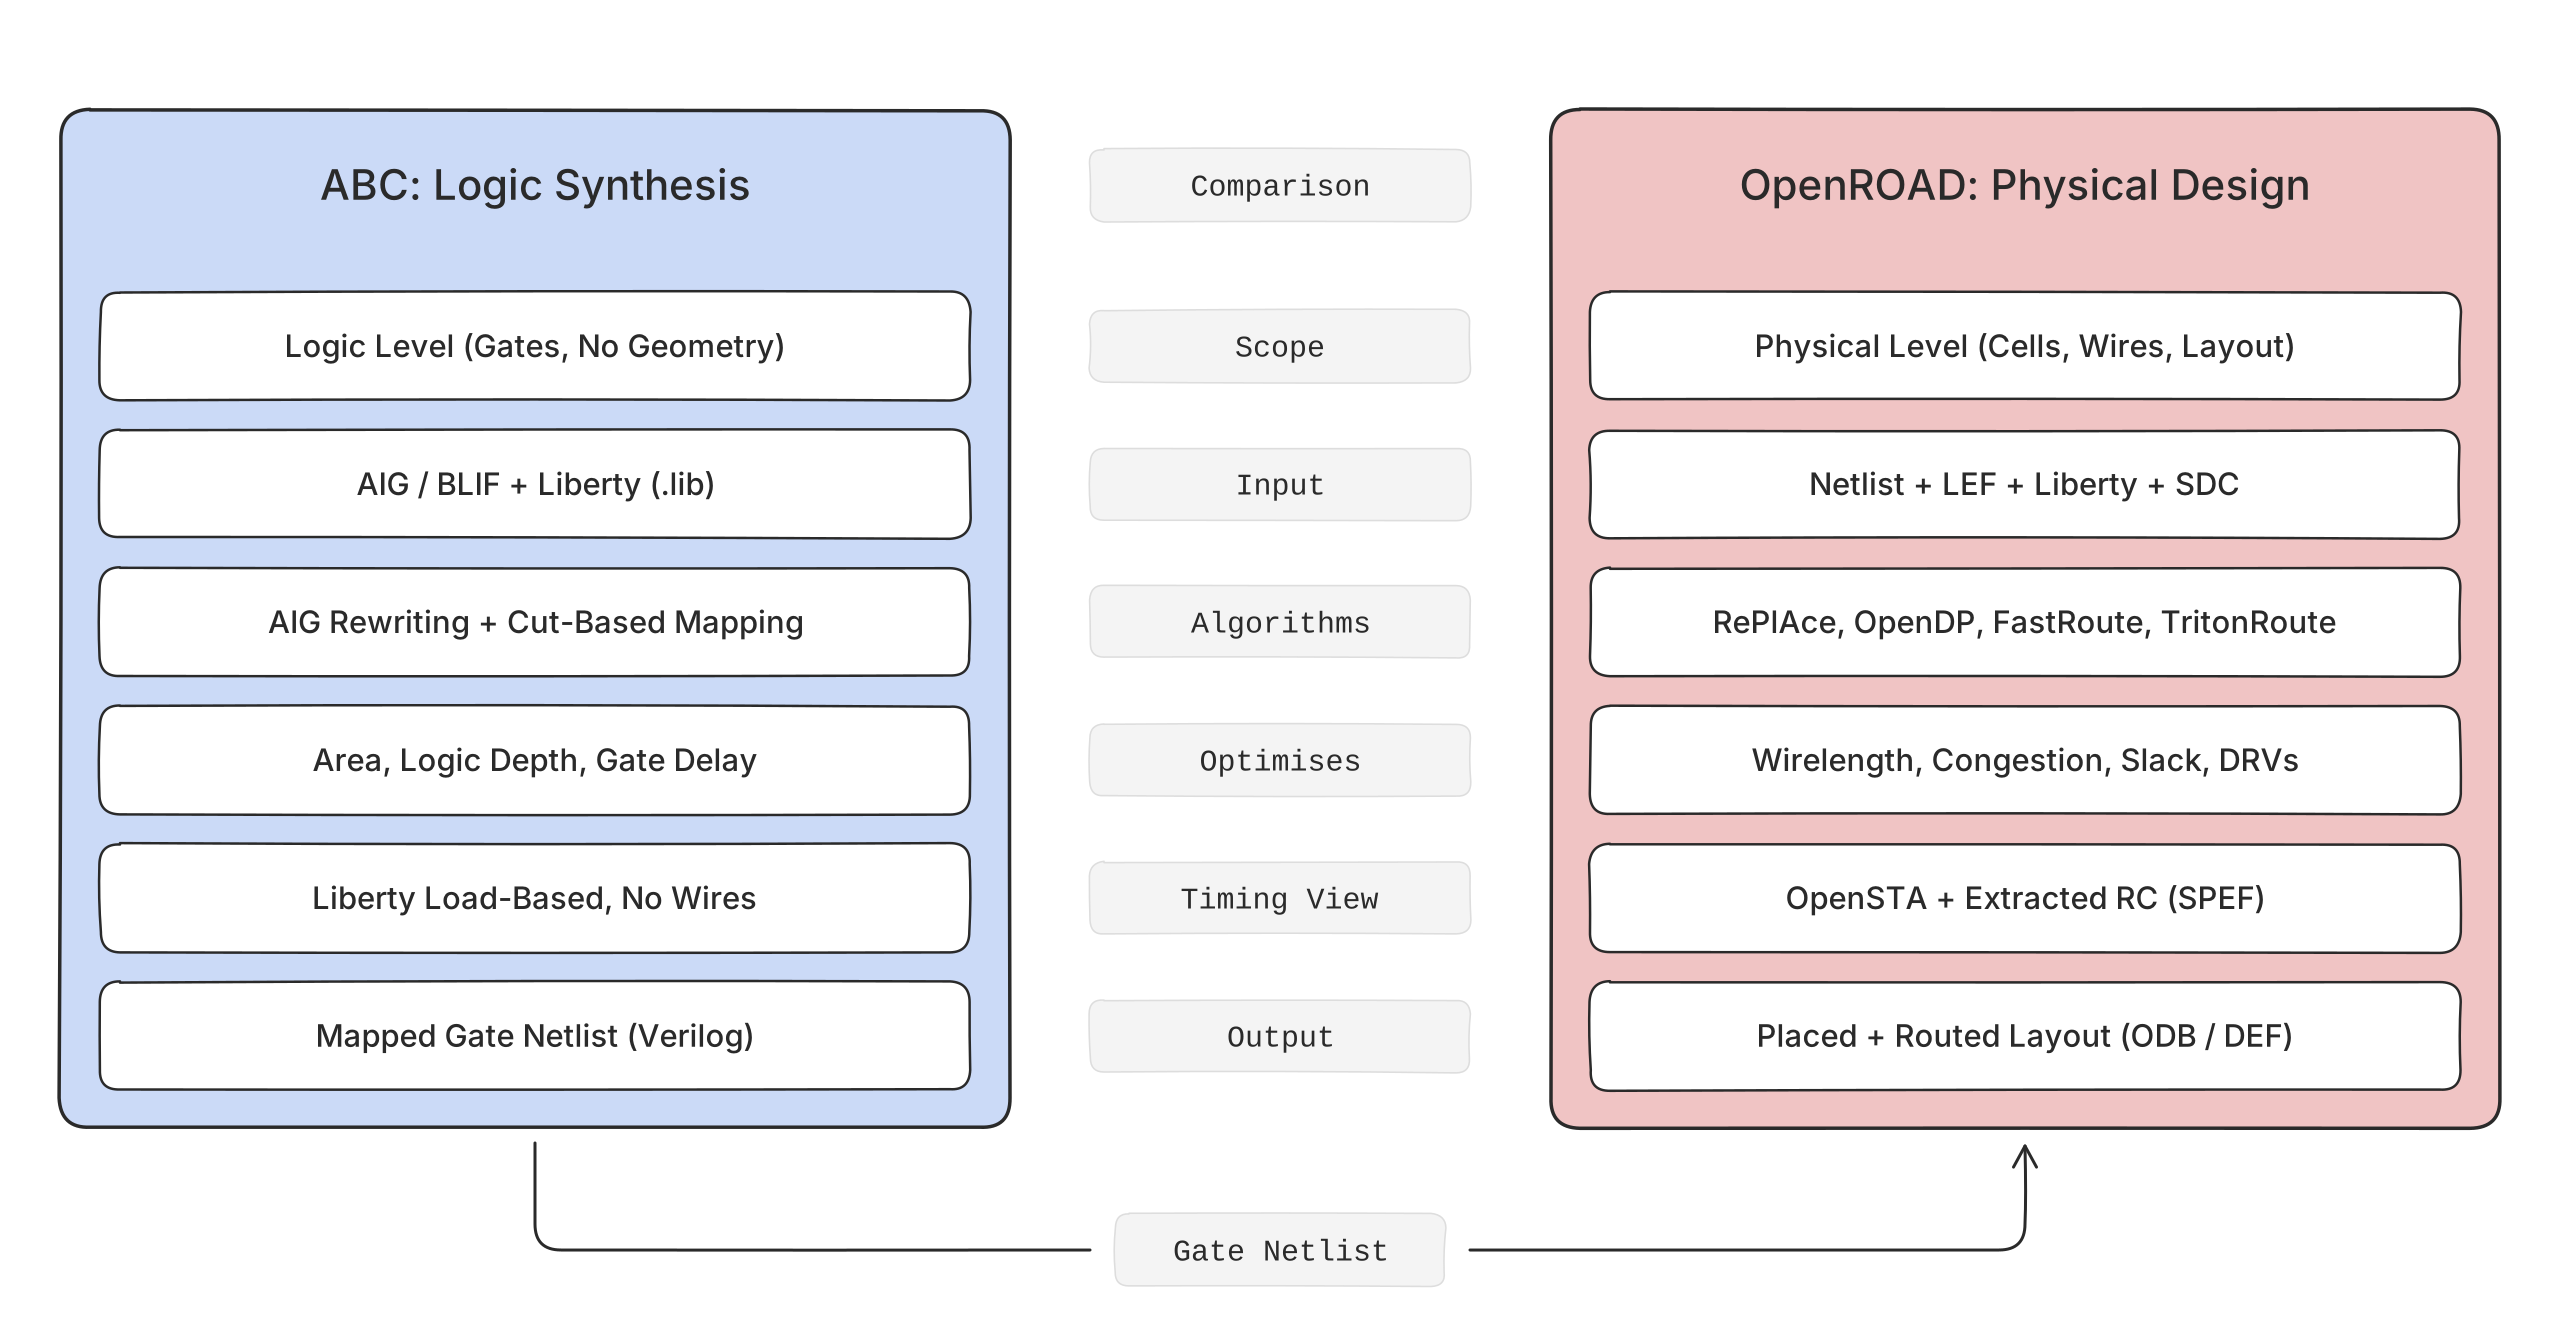 ABC: Logic Synthesis
Comparison
OpenROAD: Physical Design
Logic Level (Gates, No Geometry)
Scope
Physical Level (Cells, Wires, Layout)
AIG / BLIF + Liberty (.lib)
Input
Netlist + LEF + Liberty + SDC
AIG Rewriting + Cut-Based Mapping
Algorithms
RePlAce, OpenDP, FastRoute, TritonRoute
Area, Logic Depth, Gate Delay
Optimises
Wirelength, Congestion, Slack, DRVs
Liberty Load-Based, No Wires
Timing View
OpenSTA + Extracted RC (SPEF)
Mapped Gate Netlist (Verilog)
Output
Placed + Routed Layout (ODB / DEF)
Gate Netlist